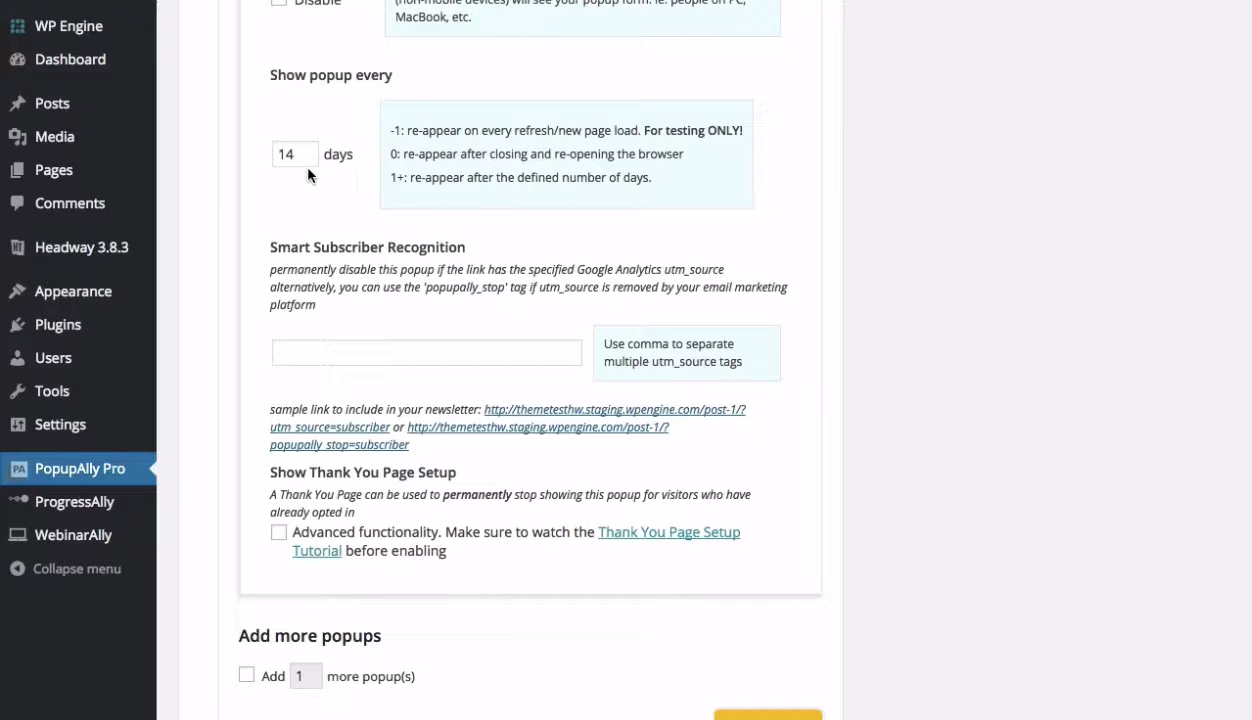 WP Engine
Dashboard
Posts
Media
Pages
Comments
Headway 3.8.3
Appearance
Plugins
Users
Tools
Settings
PA PopupAlly Pro
ProgressAlly
WebinarAlly
Collapse menu
Disable
(non-mobile devices) will see your popup form. ie. people on PC,
MacBook, etc.
Show popup every
14 days
-1: re-appear on every refresh/new page load. For testing ONLY!
0: re-appear after closing and re-opening the browser
1+: re-appear after the defined number of days.
Smart Subscriber Recognition
permanently disable this popup if the link has the specified Google Analytics utm_source
alternatively, you can use the 'popupally_stop' tag if utm_source is removed by your email marketing
platform
Use comma to separate
multiple utm_source tags
sample link to include in your newsletter: http://themetesthw.staging.wpengine.com/post-1/?
utm_source=subscriber or http://themetesthw.staging.wpengine.com/post-1/?
popupally_stop=subscriber
Show Thank You Page Setup
A Thank You Page can be used to permanently stop showing this popup for visitors who have
already opted in
Advanced functionality. Make sure to watch the Thank You Page Setup
Tutorial before enabling
Add more popups
Add 1 more popup(s)